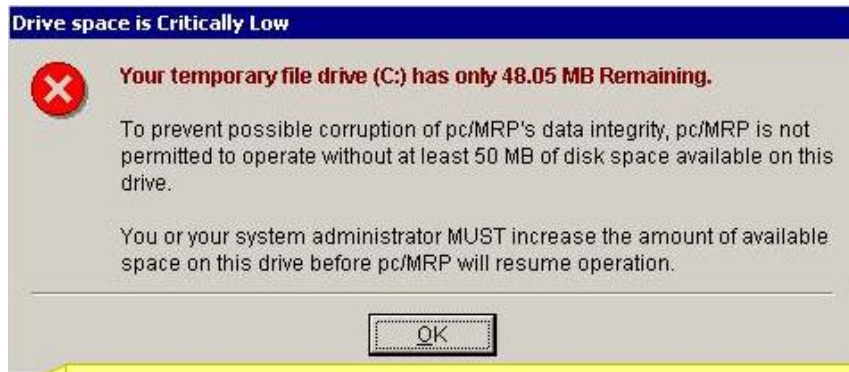 Drive space is Critically Low
Your temporary file drive (C:) has only 48.05 MB Remaining.
To prevent possible corruption of pc/MRP's data integrity, pc/MRP is not
permitted to operate without at least 50 MB of disk space available on this
drive.
You or your system administrator MUST increase the amount of available
space on this drive before pc/MRP will resume operation.
OK